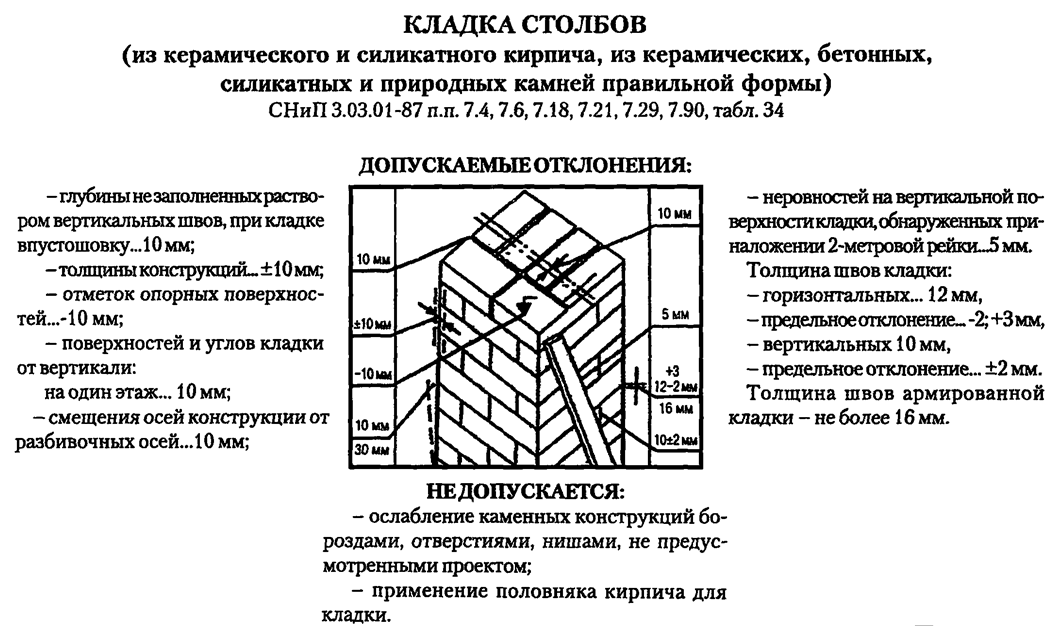 КЛАДКА СТОЛБОВ
(из керамического и силикатного кирпича, из керамических, бетонных,
силикатных и природных камней правильной формы)
СНиП 3.03.01-87 п.п. 7.4, 7.6, 7.18, 7.21, 7.29, 7.90, табл. 34
ДОПУСКАЕМЫЕ ОТКЛОНЕНИЯ:
– глубины не заполненных раство-
ром вертикальных швов, при кладке
впустошовку...10 мм;
– толщины конструкций... ±10 мм;
– отметок опорных поверхнос-
тей...-10 мм;
– поверхностей и углов кладки
от вертикали:
на один этаж... 10 мм;
– смещения осей конструкции от
разбивочных осей...10 мм;
10 мм
±10 мм
-10 мм
10 мм
30 мм
10 мм
5 мм
+3
12-2 мм
16 мм
10±2 мм
– неровностей на вертикальной по-
верхности кладки, обнаруженных при-
наложении 2-метровой рейки...5 мм.
Толщина швов кладки:
– горизонтальных... 12 мм,
– предельное отклонение... -2; +3 мм,
– вертикальных 10 мм,
– предельное отклонение... ±2 мм.
Толщина швов армированной
кладки – не более 16 мм.
НЕ ДОПУСКАЕТСЯ:
– ослабление каменных конструкций бо-
роздами, отверстиями, нишами, не предус-
мотренными проектом;
– применение половняка кирпича для
кладки.